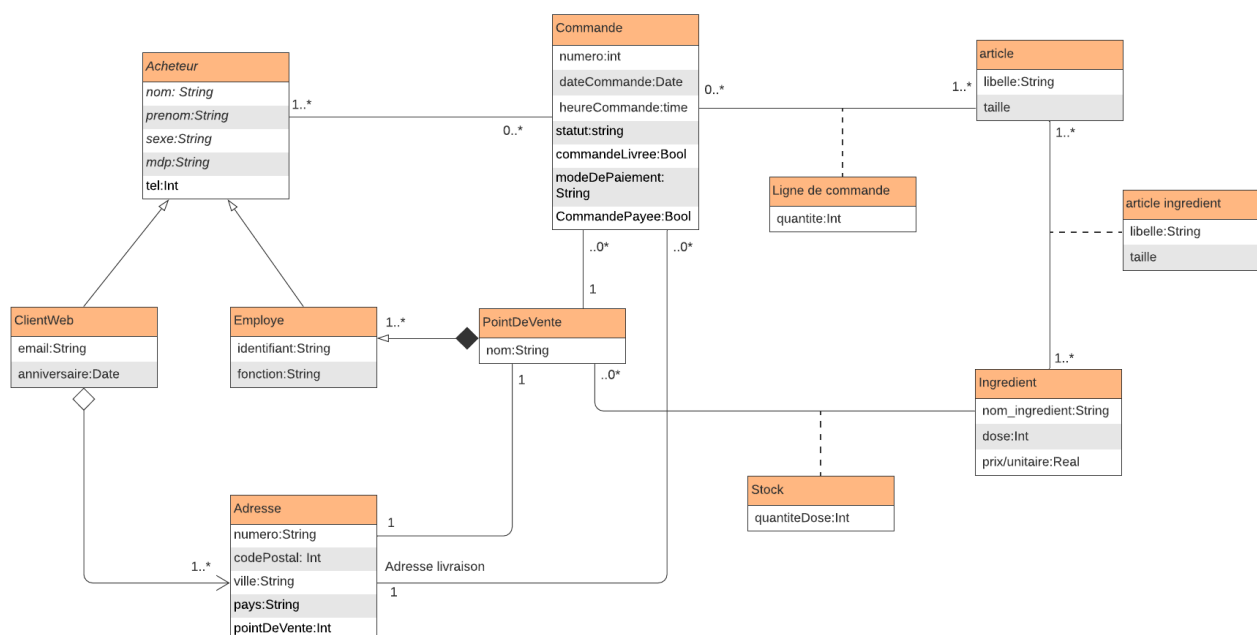 Commande
numero:int
dateCommande:Date
heureCommande:time
statut:string
commandeLivree:Bool
modeDePaiement:
String
CommandePayee:Bool
Acheteur
nom: String
prenom:String
sexe:String
mdp:String
tel:Int
1..*
0..*
article
libelle:String
taille
0..*
1..*
1..*
Ligne de commande
quantite:Int
article ingredient
libelle:String
taille
..0*
..0*
1
ClientWeb
email:String
anniversaire:Date
Employe
identifiant:String
fonction:String
1..*
PointDeVente
nom:String
1
..0*
1..*
Ingredient
nom_ingredient:String
dose:Int
prix/unitaire:Real
Stock
quantiteDose:Int
Adresse
numero:String
codePostal: Int
ville:String
pays:String
pointDeVente:Int
1
1..*
Adresse livraison
1